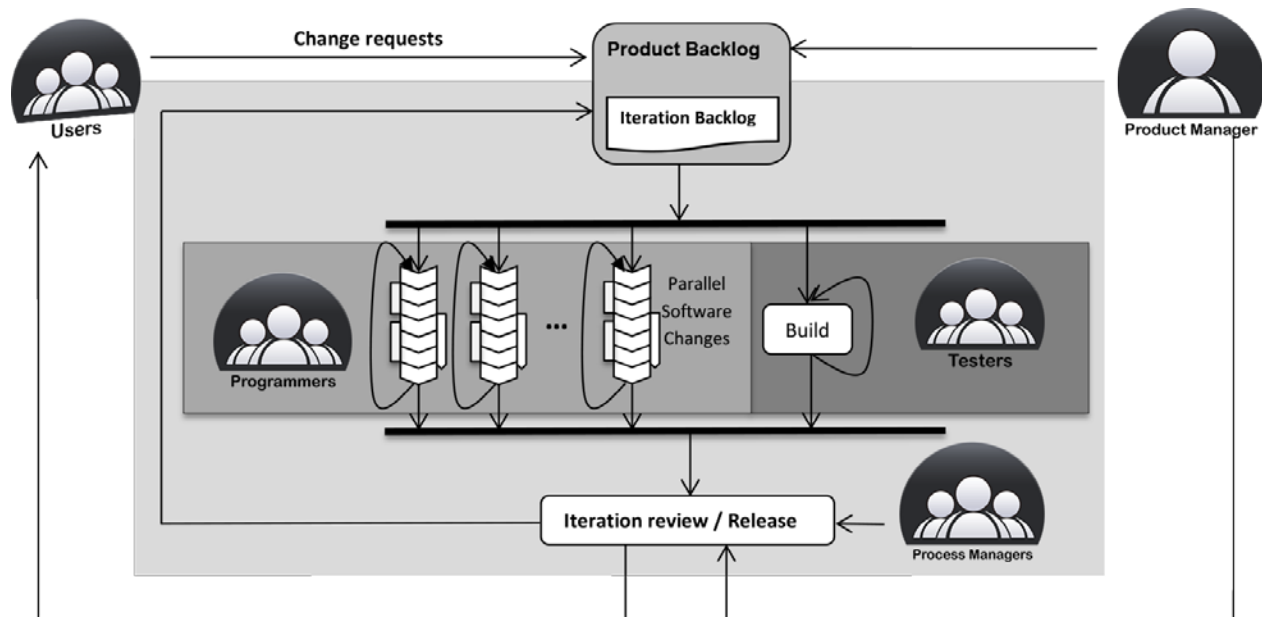 Change requests
Product Backlog
Iteration Backlog
Users
Product Manager
Parallel
Software
Changes
...
Build
Programmers
Testers
Iteration review / Release
Process Managers